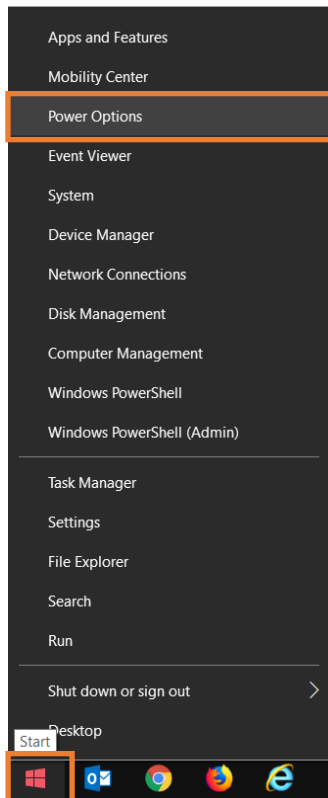 Apps and Features
Mobility Center
Power Options
Event Viewer
System
Device Manager
Network Connections
Disk Management
Computer Management
Windows PowerShell
Windows PowerShell (Admin)
Task Manager
Settings
File Explorer
Search
Run
Shut down or sign out
Desktop
Start